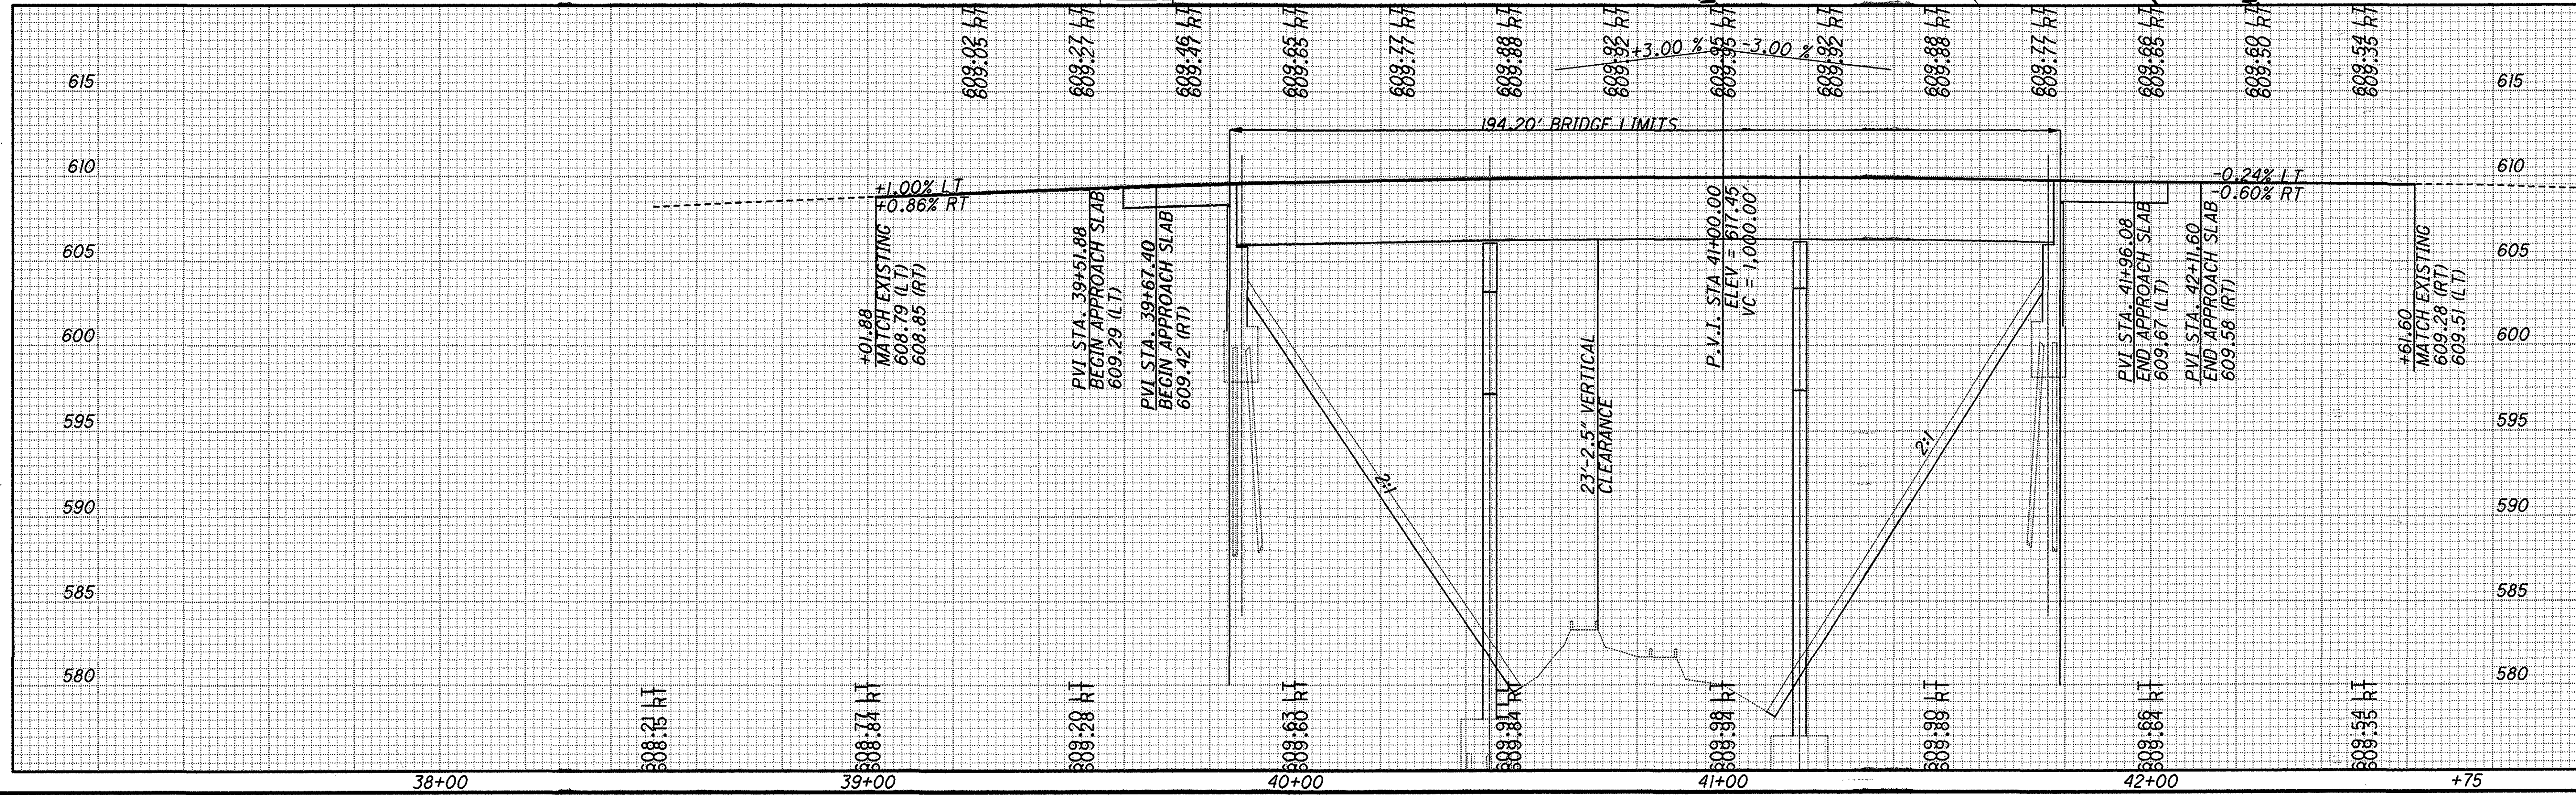 609.02 LT
609.05 RT
609.27 LT
609.27 RT
609.46 LT
609.47 RT
609.65 LT
609.65 RT
609.77 LT
609.77 RT
609.88 LT
609.88 RT
609.92 LT
609.92 RT
+3.00 %
609.95 LT
609.95 RT
-3.00 %
609.92 LT
609.92 RT
609.88 LT
609.88 RT
609.77 LT
609.77 RT
609.66 LT
609.65 RT
609.60 LT
609.50 RT
609.54 LT
609.35 RT
615
615
194.20' BRIDGE LIMITS
610
610
+1.00% LT
+0.86% RT
-0.24% LT
-0.60% RT
605
605
600
600
595
595
590
590
585
585
580
580
+01.88
MATCH EXISTING
608.79 (LT)
608.85 (RT)
PVI STA. 39+51.88
BEGIN APPROACH SLAB
609.29 (LT)
PVI STA. 39+67.40
BEGIN APPROACH SLAB
609.42 (RT)
2:1
23'-2.5" VERTICAL
CLEARANCE
P.V.I. STA 41+00.00
ELEV = 617.45
VC = 1,000.00'
2:1
PVI STA. 41+96.08
END APPROACH SLAB
609.67 (LT)
PVI STA. 42+11.60
END APPROACH SLAB
609.58 (RT)
+61.60
MATCH EXISTING
609.28 (RT)
609.51 (LT)
608.21 LT
608.15 RT
608.77 LT
608.84 RT
609.20 LT
609.28 RT
609.63 LT
609.60 RT
609.91 LT
609.84 RT
609.98 LT
609.94 RT
609.90 LT
609.89 RT
609.66 LT
609.64 RT
609.54 LT
609.35 RT
38+00
39+00
40+00
41+00
42+00
+75